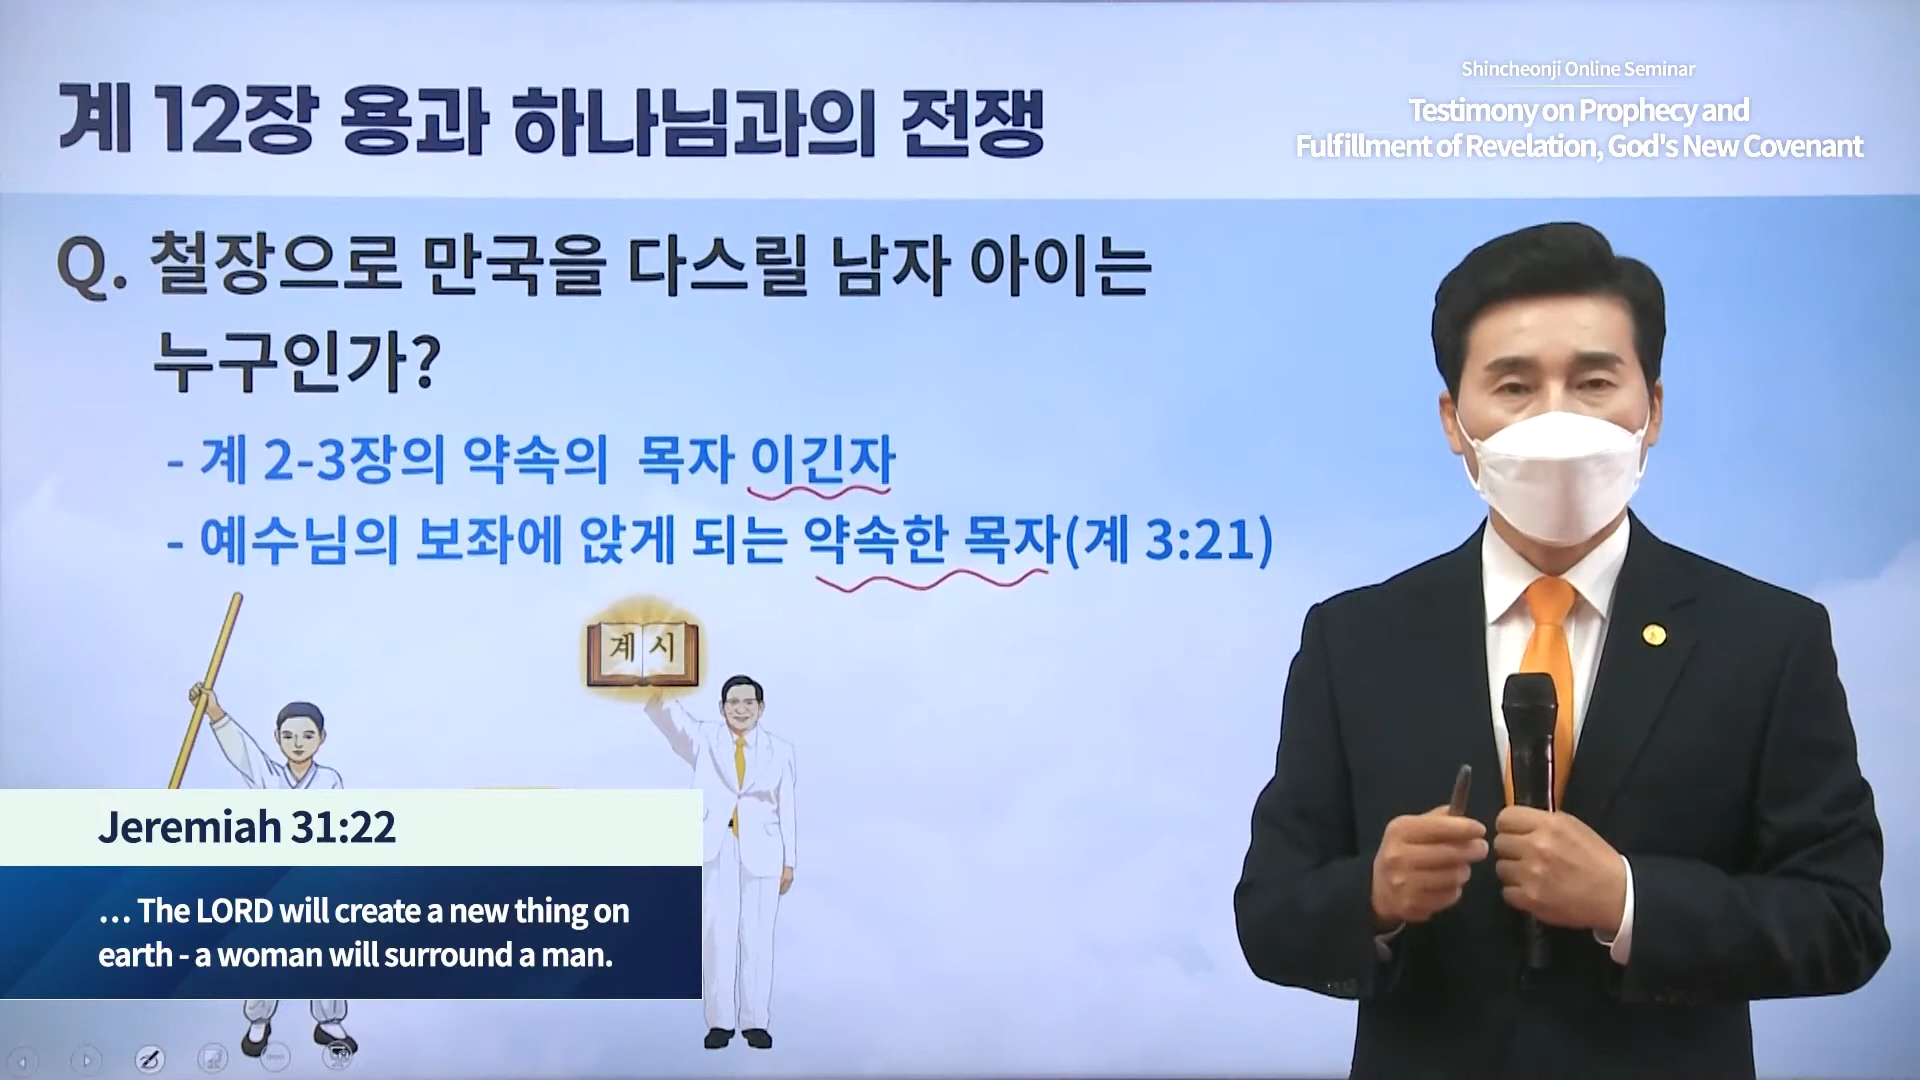 계 12장 용과 하나님과의 전쟁
Shincheonji Online Seminar
Testimony on Prophecy and
Fulfillment of Revelation, God's New Covenant
Q. 철장으로 만국을 다스릴 남자 아이는
누구인가?
- 계 2-3장의 약속의 목자 이긴자
- 예수님의 보좌에 앉게 되는 약속한 목자(계 3:21)
계 시
Jeremiah 31:22
… The LORD will create a new thing on
earth - a woman will surround a man.